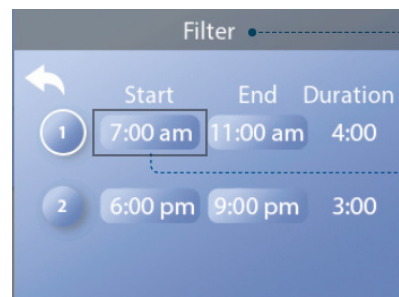 Filter
Start End Duration
1 7:00 am 11:00 am 4:00
2 6:00 pm 9:00 pm 3:00